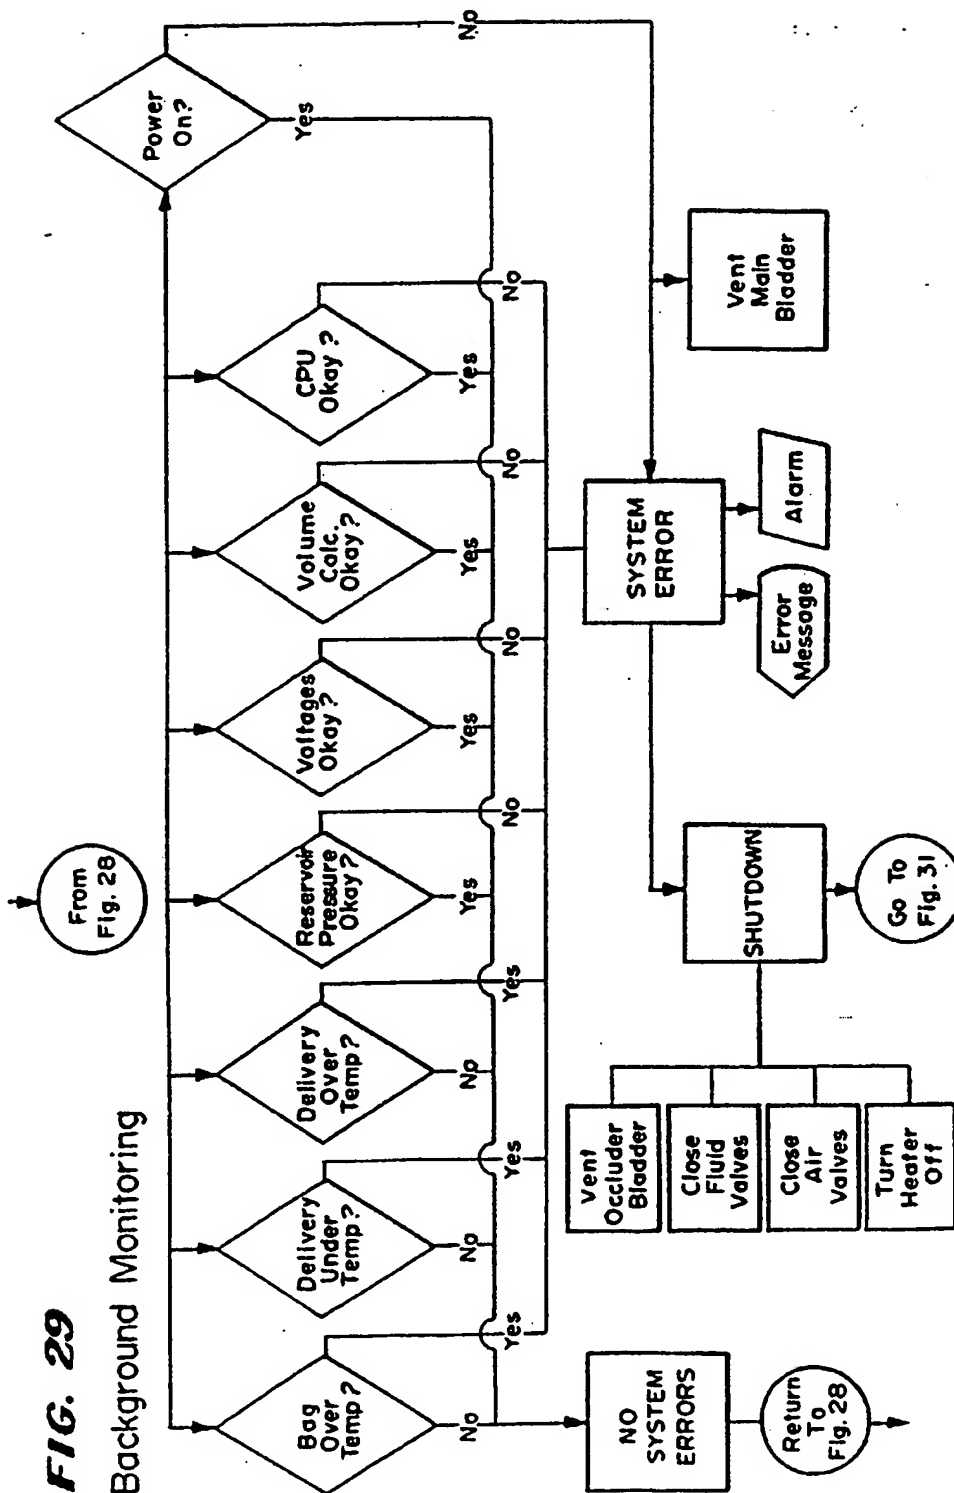 FIG. 29
Background Monitoring
From
Fig. 28
Bag
Over
Temp?
No
Yes
Delivery
Under
Temp?
No
Yes
Delivery
Over
Temp?
No
Yes
Reservoir
Pressure
Okay?
Yes
No
Voltages
Okay?
Yes
No
Volume
Calc.
Okay?
Yes
No
CPU
Okay?
Yes
No
Power
On?
Yes
No
NO
SYSTEM
ERRORS
Return
To
Fig. 28
Vent
Occluder
Bladder
Close
Fluid
Valves
Close
Air
Valves
Turn
Heater
Off
SHUTDOWN
Go To
Fig. 31
SYSTEM
ERROR
Error
Message
Alarm
Vent
Main
Bladder